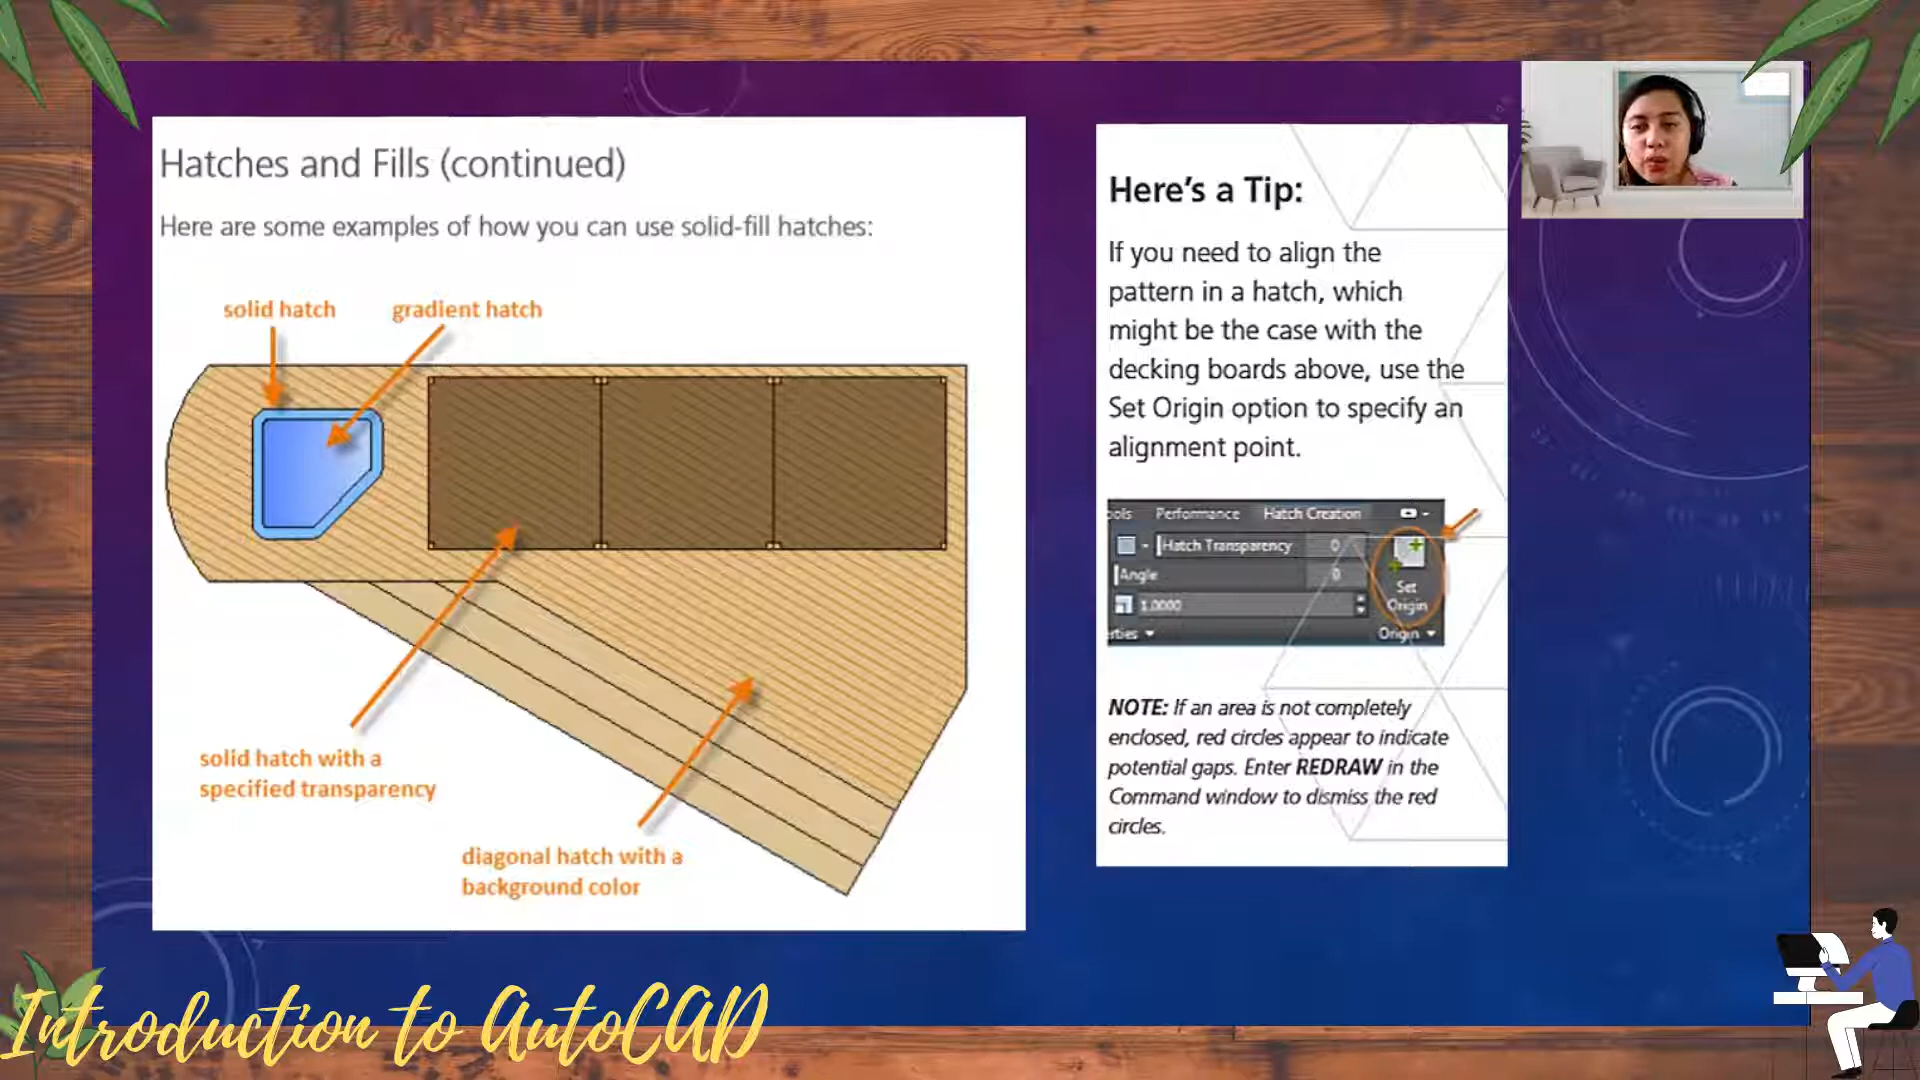 Hatches and Fills (continued)
Here are some examples of how you can use solid-fill hatches:
solid hatch
gradient hatch
solid hatch with a
specified transparency
diagonal hatch with a
background color
Here's a Tip:
If you need to align the
pattern in a hatch, which
might be the case with the
decking boards above, use the
Set Origin option to specify an
alignment point.
ools Performance Hatch Creation
Hatch Transparency 0
Angle 0
1.0000
Set
Origin
rties Origin
NOTE: If an area is not completely
enclosed, red circles appear to indicate
potential gaps. Enter REDRAW in the
Command window to dismiss the red
circles.
Introduction to AutoCAD